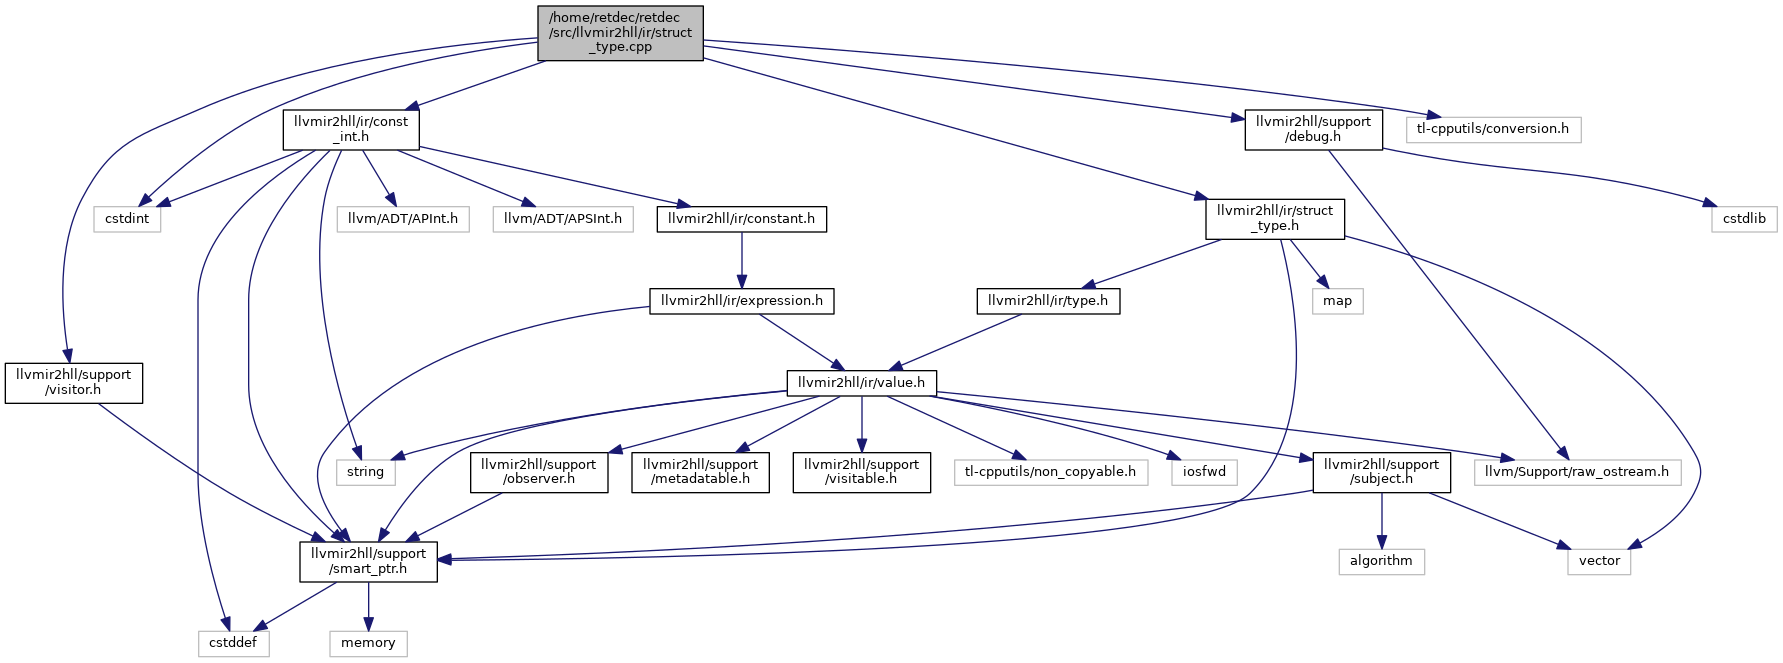 /home/retdec/retdec
/src/llvmir2hll/ir/struct
_type.cpp
llvmir2hll/ir/const
_int.h
llvmir2hll/support
/debug.h
tl-cpputils/conversion.h
cstdint
llvm/ADT/APInt.h
llvm/ADT/APSInt.h
llvmir2hll/ir/constant.h
llvmir2hll/ir/struct
_type.h
cstdlib
llvmir2hll/ir/expression.h
llvmir2hll/ir/type.h
map
llvmir2hll/support
/visitor.h
llvmir2hll/ir/value.h
string
llvmir2hll/support
/observer.h
llvmir2hll/support
/metadatable.h
llvmir2hll/support
/visitable.h
tl-cpputils/non_copyable.h
iosfwd
llvmir2hll/support
/subject.h
llvm/Support/raw_ostream.h
llvmir2hll/support
/smart_ptr.h
algorithm
vector
cstddef
memory